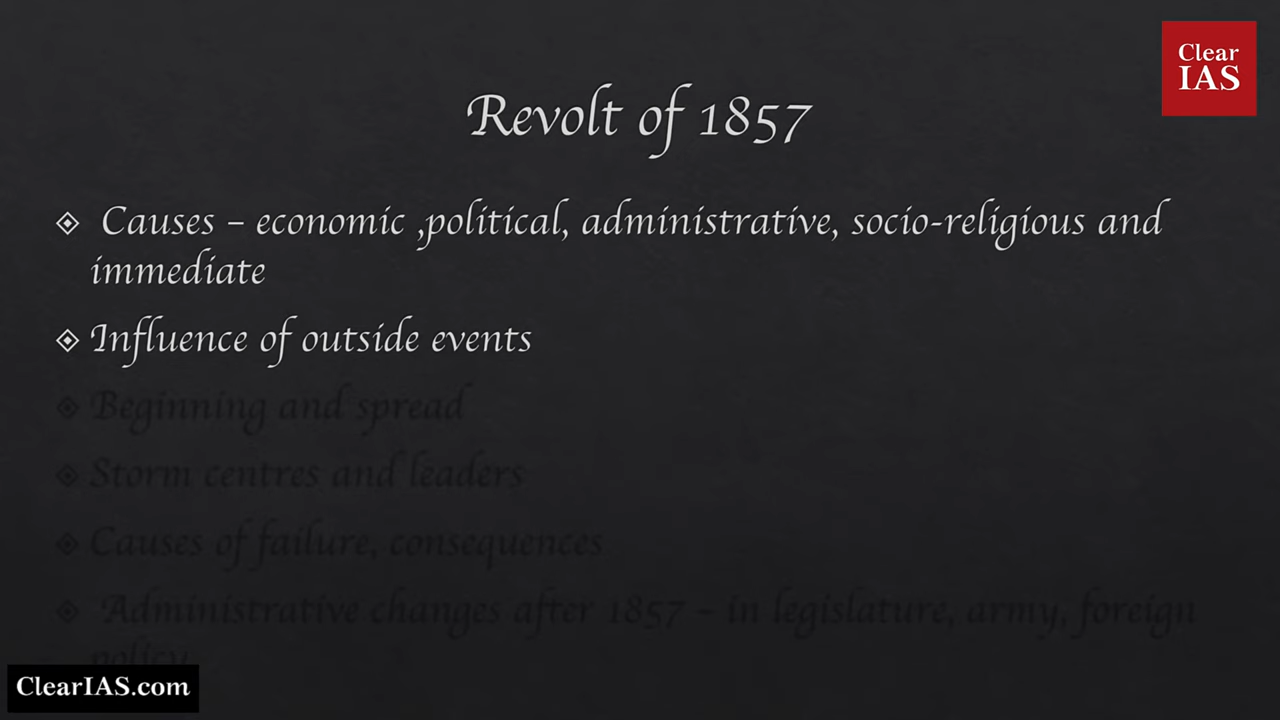 Clear
IAS
Revolt of 1857
Causes – economic ,political, administrative, socio-religious and
immediate
Influence of outside events
Beginning and spread
Storm centres and leaders
Causes of failure, consequences
Administrative changes after 1857 – in legislature, army, foreign
policy
ClearIAS.com